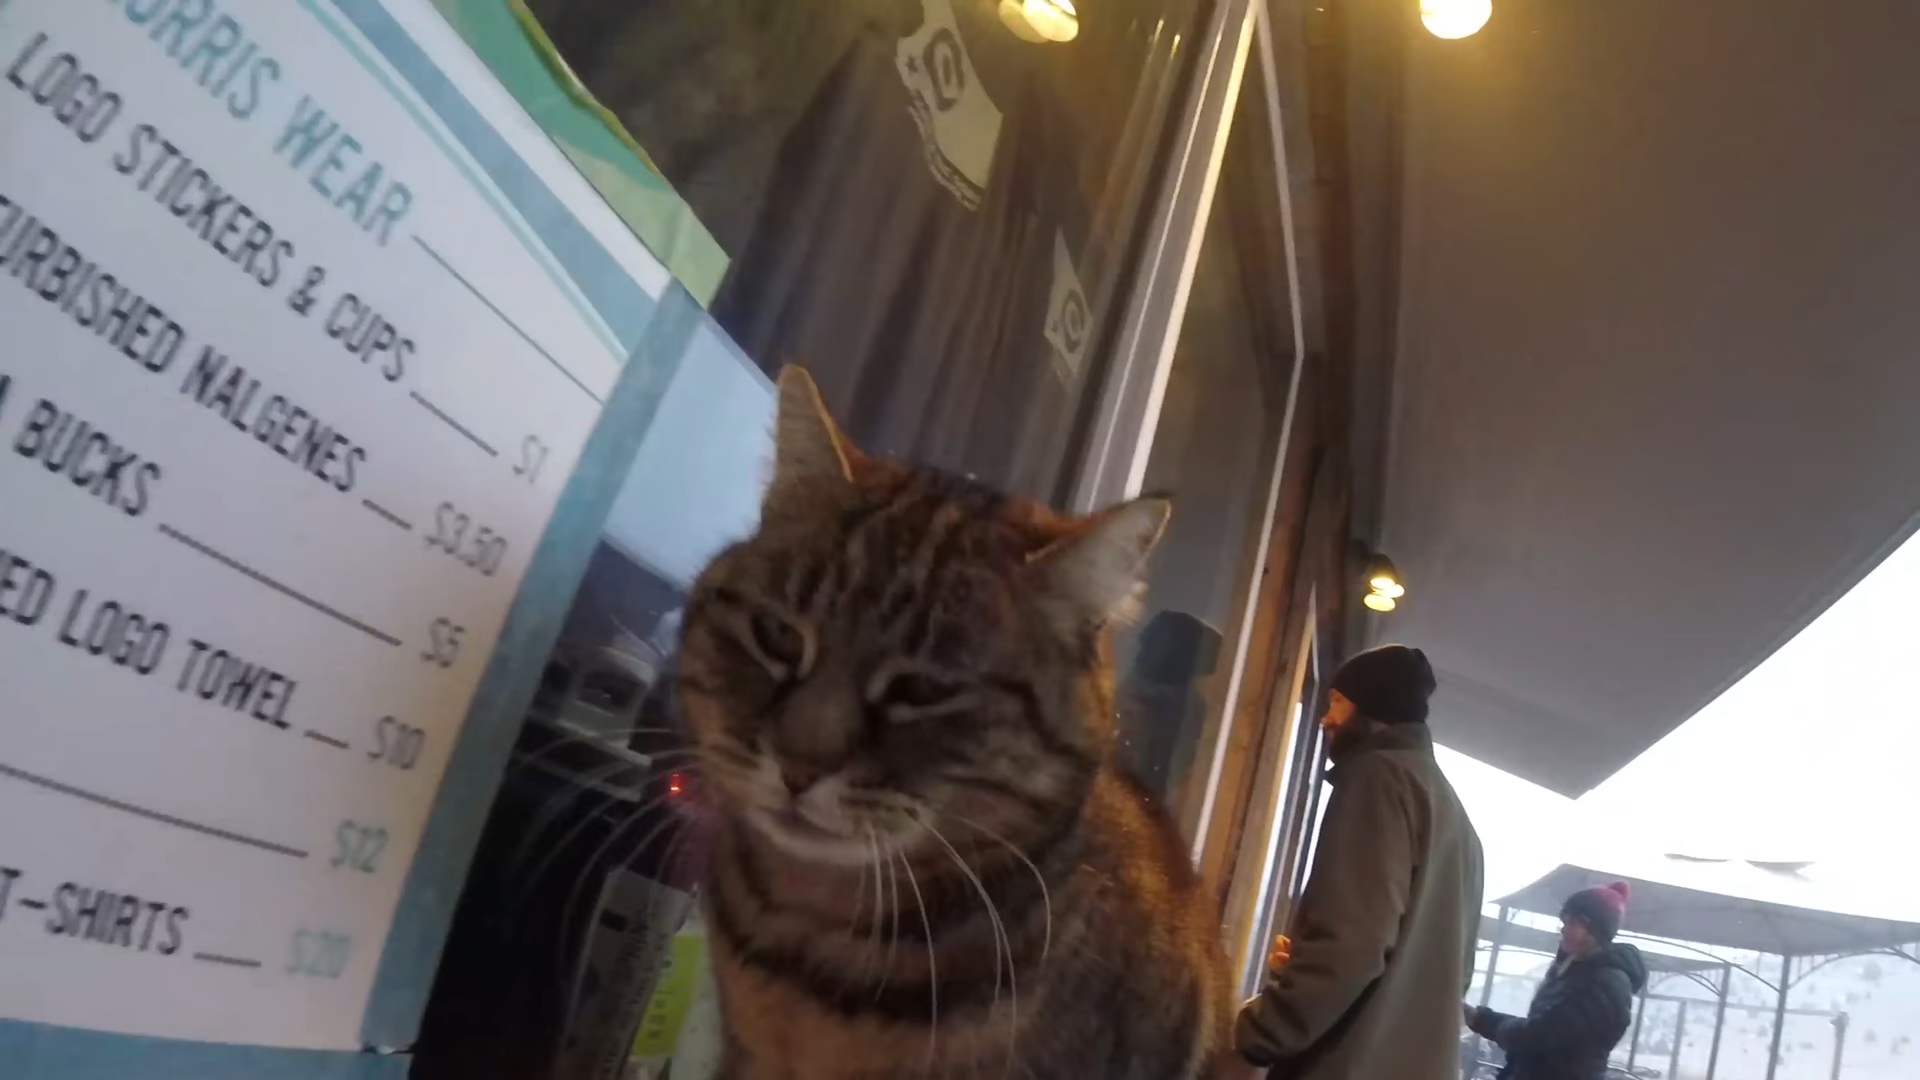 ORRIS WEAR
LOGO STICKERS & CUPS $1
URBISHED NALGENES $3.50
BUCKS $5
ED LOGO TOWEL $10
$12
T-SHIRTS $20